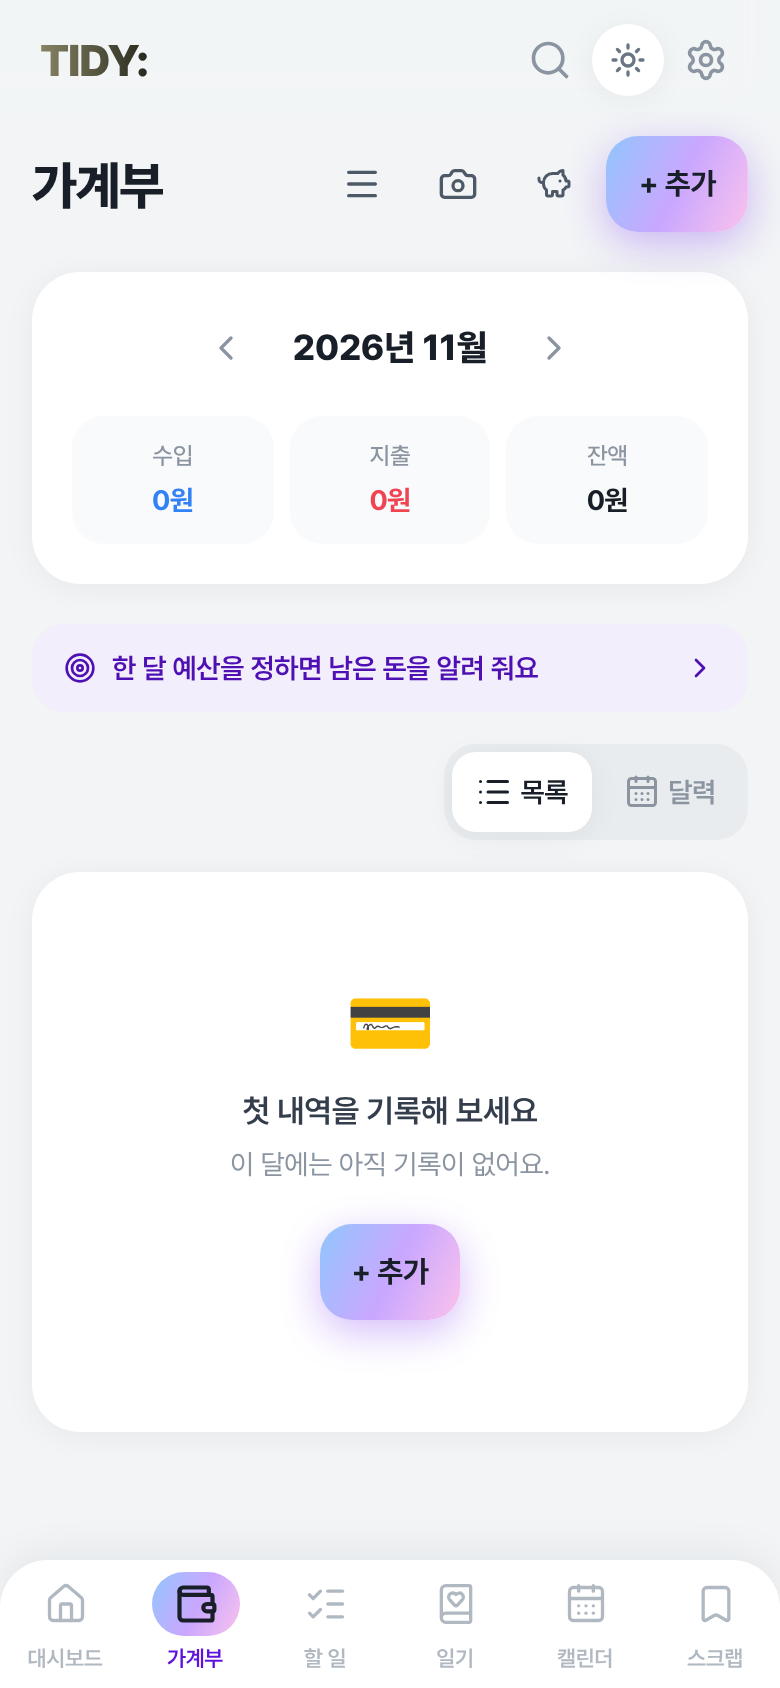 TIDY:
가계부
+ 추가
2026년 11월
수입
0원
지출
0원
잔액
0원
한 달 예산을 정하면 남은 돈을 알려 줘요
목록
달력
첫 내역을 기록해 보세요
이 달에는 아직 기록이 없어요.
+ 추가
대시보드
가계부
할 일
일기
캘린더
스크랩